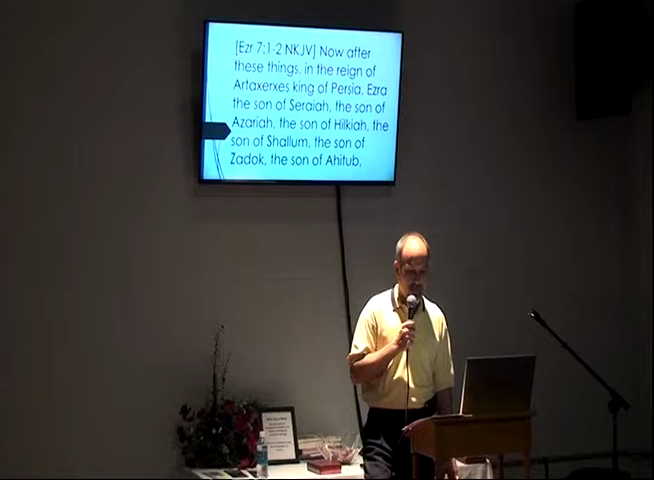 [Ezr 7:1-2 NKJV] Now after
these things, in the reign of
Artaxerxes king of Persia, Ezra
the son of Seraiah, the son of
Azariah, the son of Hilkiah, the
son of Shallum, the son of
Zadok, the son of Ahitub,